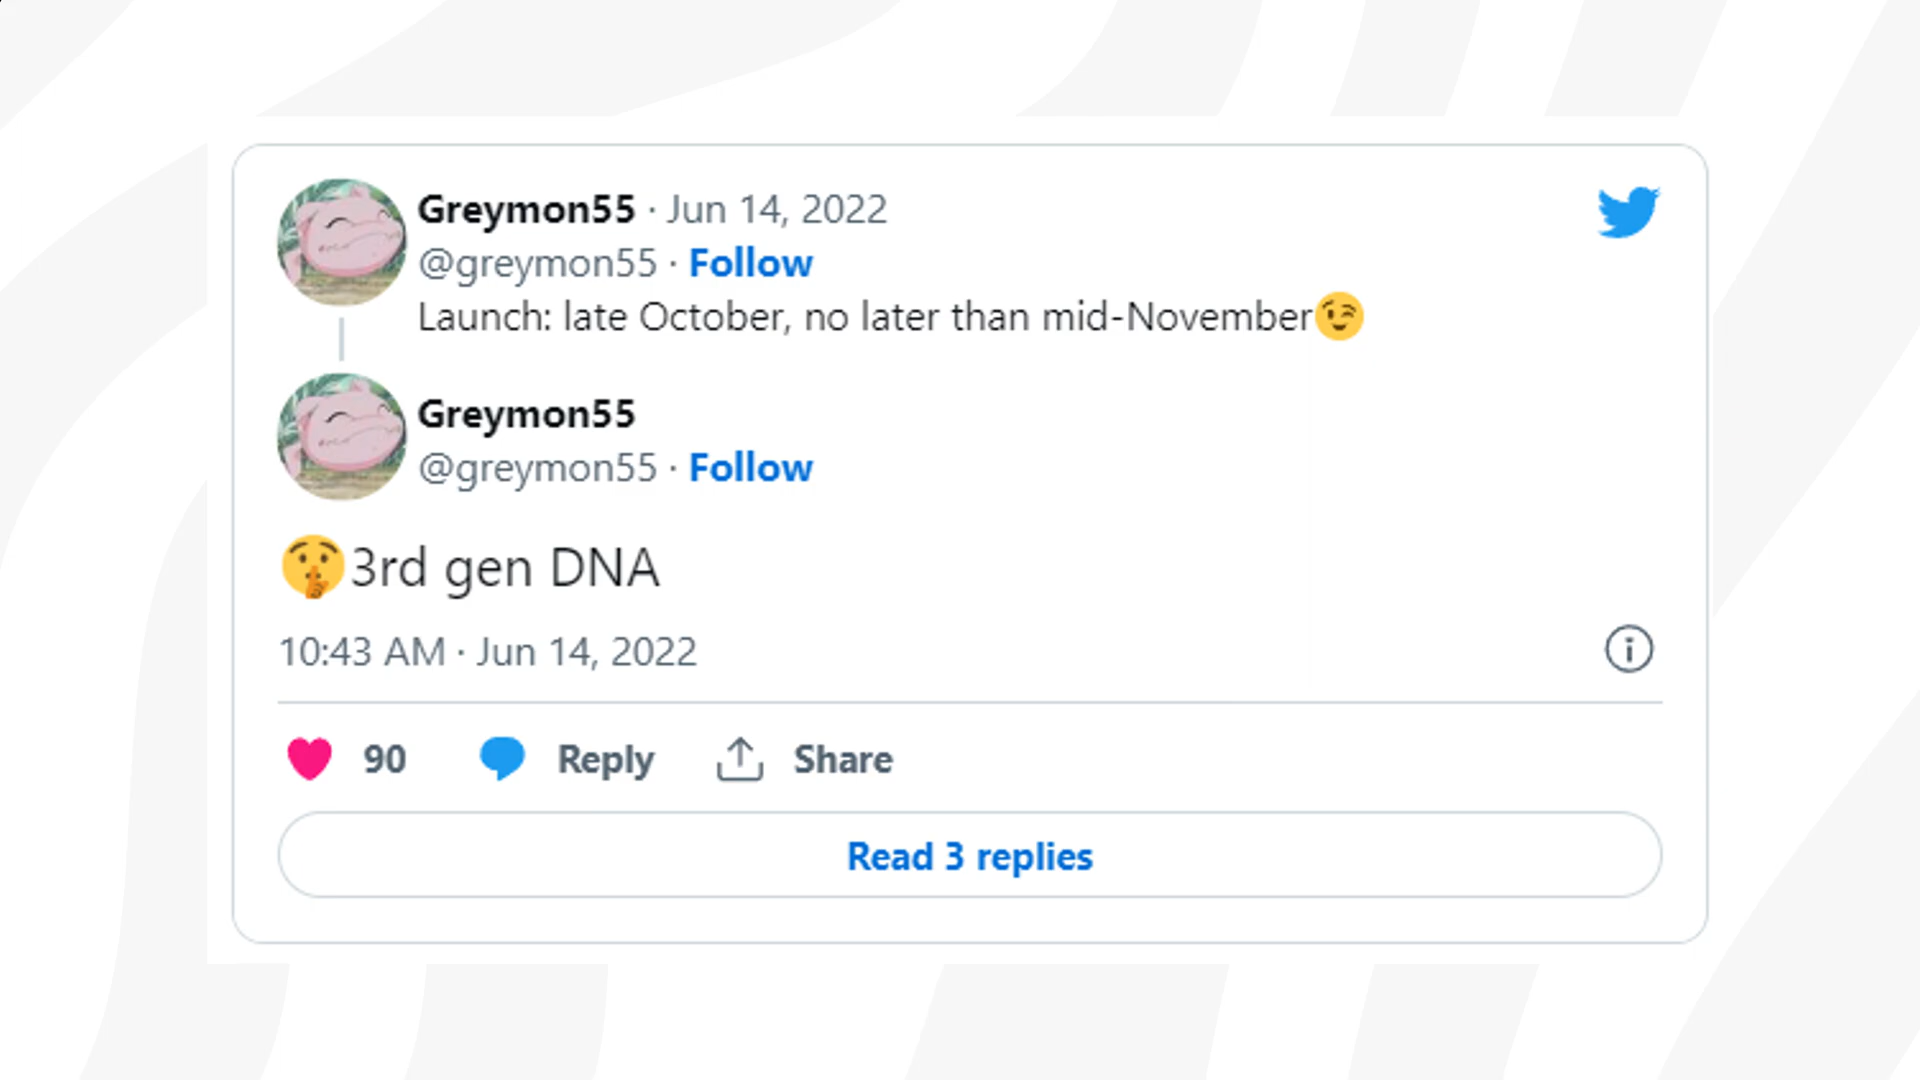 Greymon55 · Jun 14, 2022
@greymon55 · Follow
Launch: late October, no later than mid-November😉
Greymon55
@greymon55 · Follow
🤫3rd gen DNA
10:43 AM · Jun 14, 2022
90 Reply Share
Read 3 replies